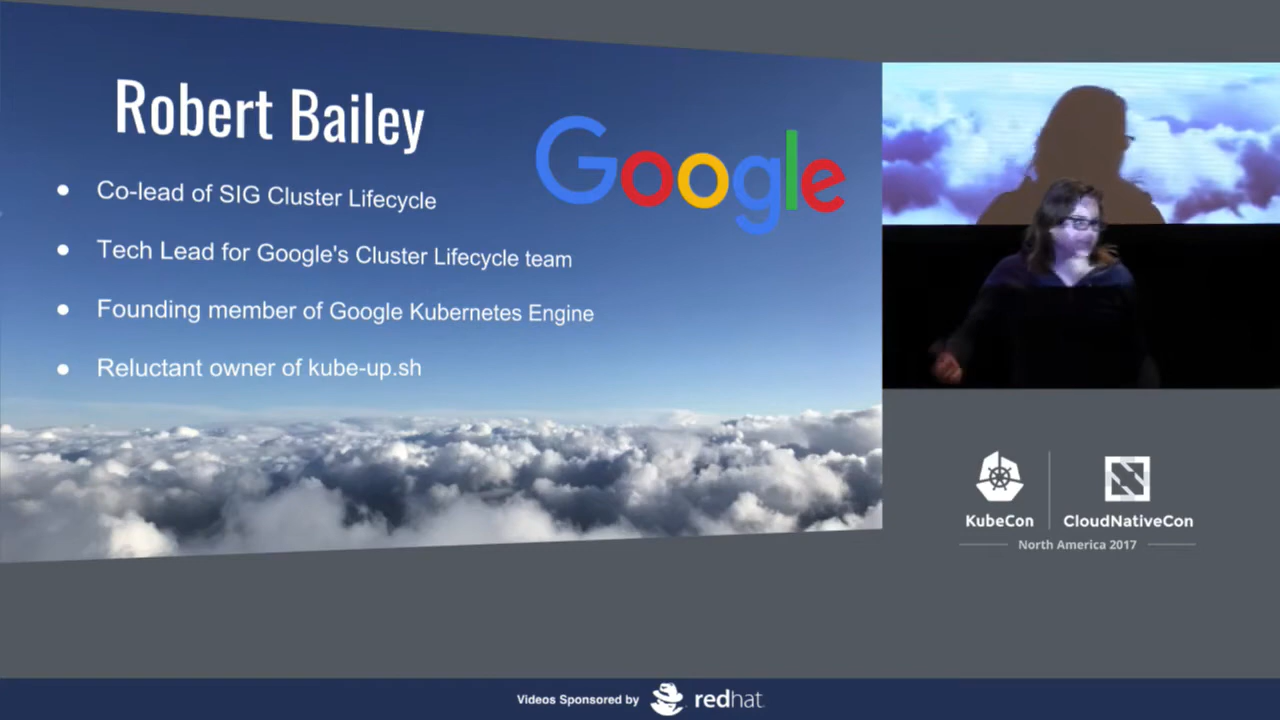 Robert Bailey
Google
Co-lead of SIG Cluster Lifecycle
Tech Lead for Google's Cluster Lifecycle team
Founding member of Google Kubernetes Engine
Reluctant owner of kube-up.sh
KubeCon
CloudNativeCon
North America 2017
Videos Sponsored by
redhat